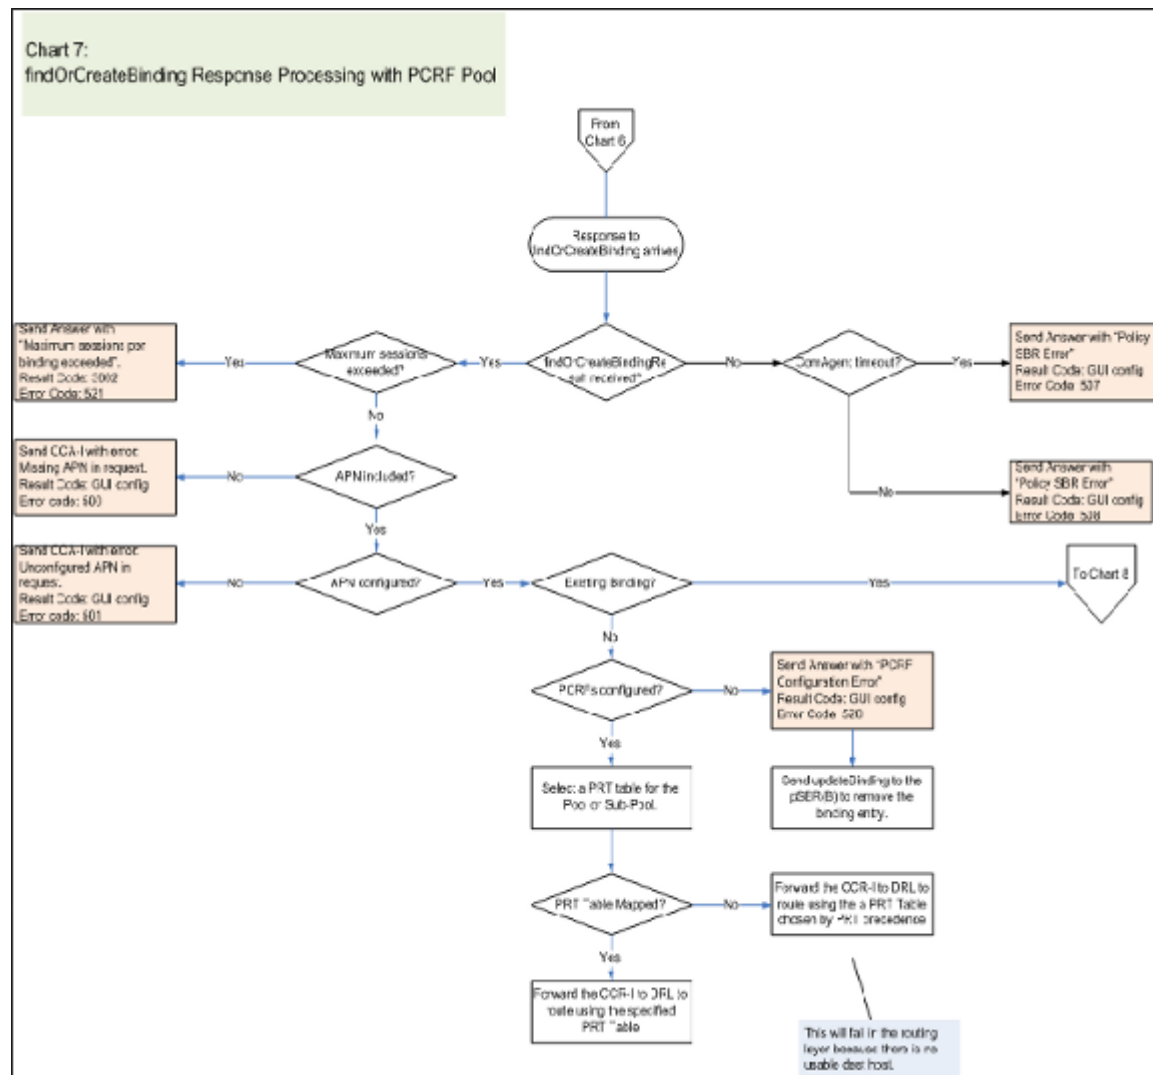 Chart 7:
findOrCreateBinding Response Processing with PCRF Pool
From
Chart 6
Response to
findOrCreateBinding arrives
Send Answer with
"Maximum sessions per
binding exceeded".
Result Code: 3002
Error Code: 521
Yes
Maximum sessions
exceeded?
Yes
findOrCreateBindingRe
sult received?
No
ComAgent timeout?
Yes
Send Answer with "Policy
SBR Error"
Result Code: GUI config
Error Code: 507
No
Send CCA-I with error:
Missing APN in request.
Result Code: GUI config
Error code: 500
No
APN included?
No
Send Answer with
"Policy SBR Error"
Result Code: GUI config
Error Code: 508
Yes
Send CCA-I with error:
Unconfigured APN in
request.
Result Code: GUI config
Error code: 501
No
APN configured?
Yes
Existing Binding?
Yes
To Chart 8
No
PCRFs configured?
No
Send Answer with "PCRF
Configuration Error"
Result Code: GUI config
Error Code: 520
Yes
Select a PRT table for the
Pool or Sub-Pool.
Send updateBinding to the
pSBR(B) to remove the
binding entry.
PRT Table Mapped?
No
Forward the CCR-I to DRL to
route using the a PRT Table
chosen by PRT precedence
Yes
Forward the CCR-I to DRL to
route using the specified
PRT Table
This will fail in the routing
layer because there is no
usable dest host.